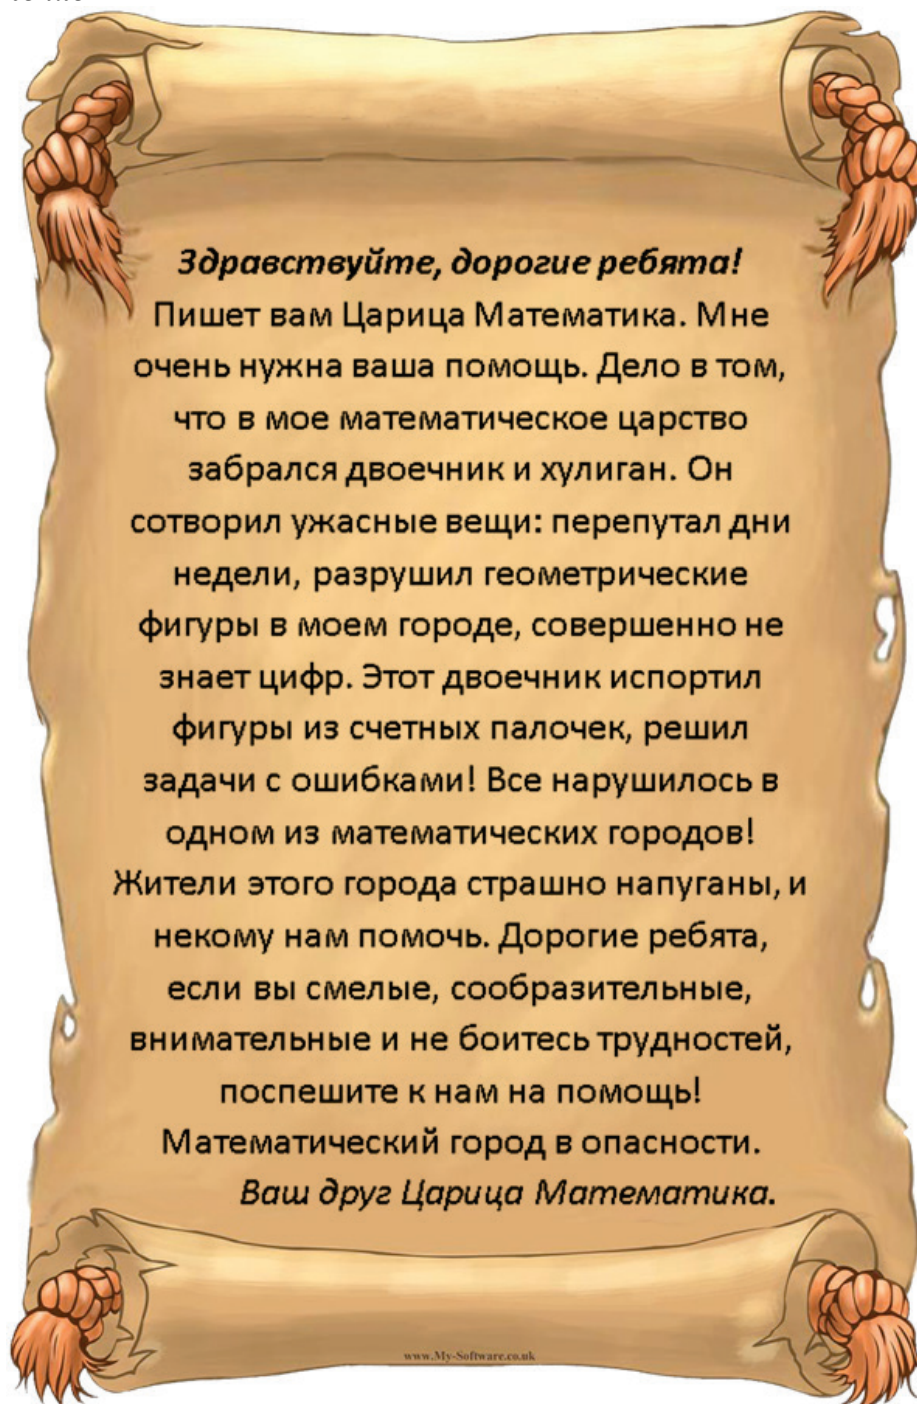 Здравствуйте, дорогие ребята!
Пишет вам Царица Математика. Мне
очень нужна ваша помощь. Дело в том,
что в мое математическое царство
забрался двоечник и хулиган. Он
сотворил ужасные вещи: перепутал дни
недели, разрушил геометрические
фигуры в моем городе, совершенно не
знает цифр. Этот двоечник испортил
фигуры из счетных палочек, решил
задачи с ошибками! Все нарушилось в
одном из математических городов!
Жители этого города страшно напуганы, и
некому нам помочь. Дорогие ребята,
если вы смелые, сообразительные,
внимательные и не боитесь трудностей,
поспешите к нам на помощь!
Математический город в опасности.
Ваш друг Царица Математика.
www.My-Software.co.uk